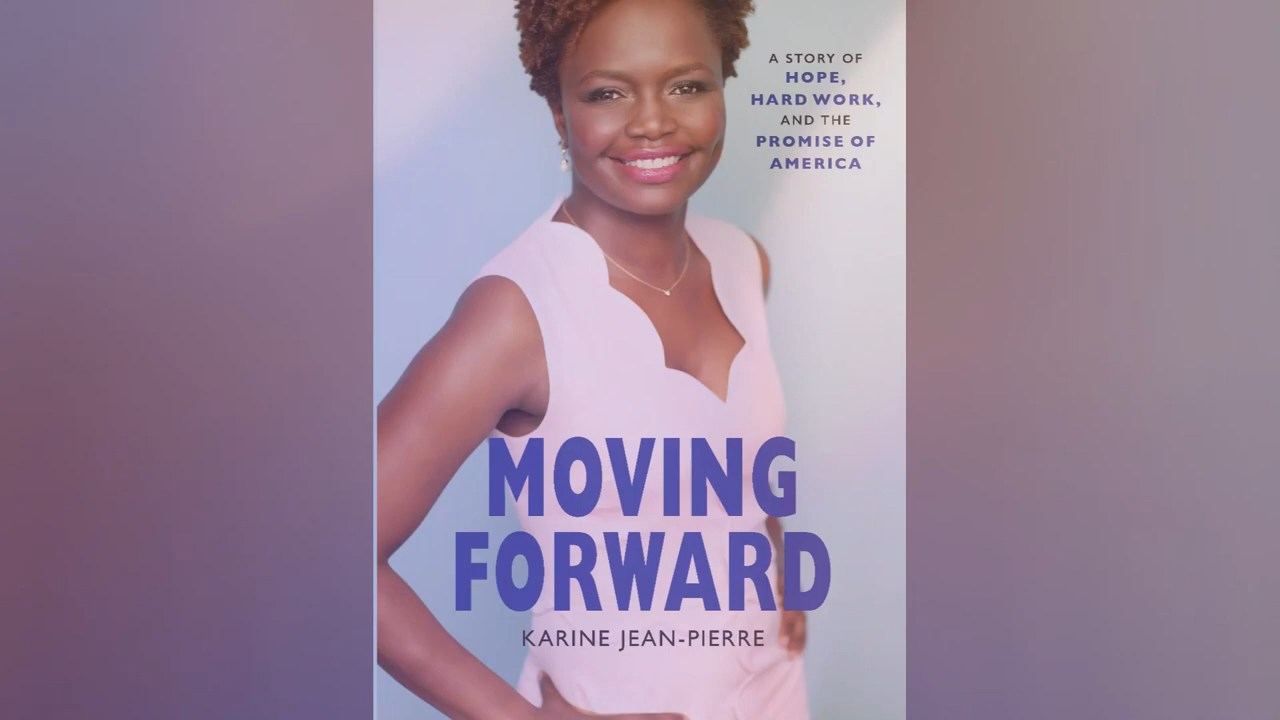 A STORY OF
HOPE,
HARD WORK,
AND THE
PROMISE OF
AMERICA
MOVING
FORWARD
KARINE JEAN-PIERRE